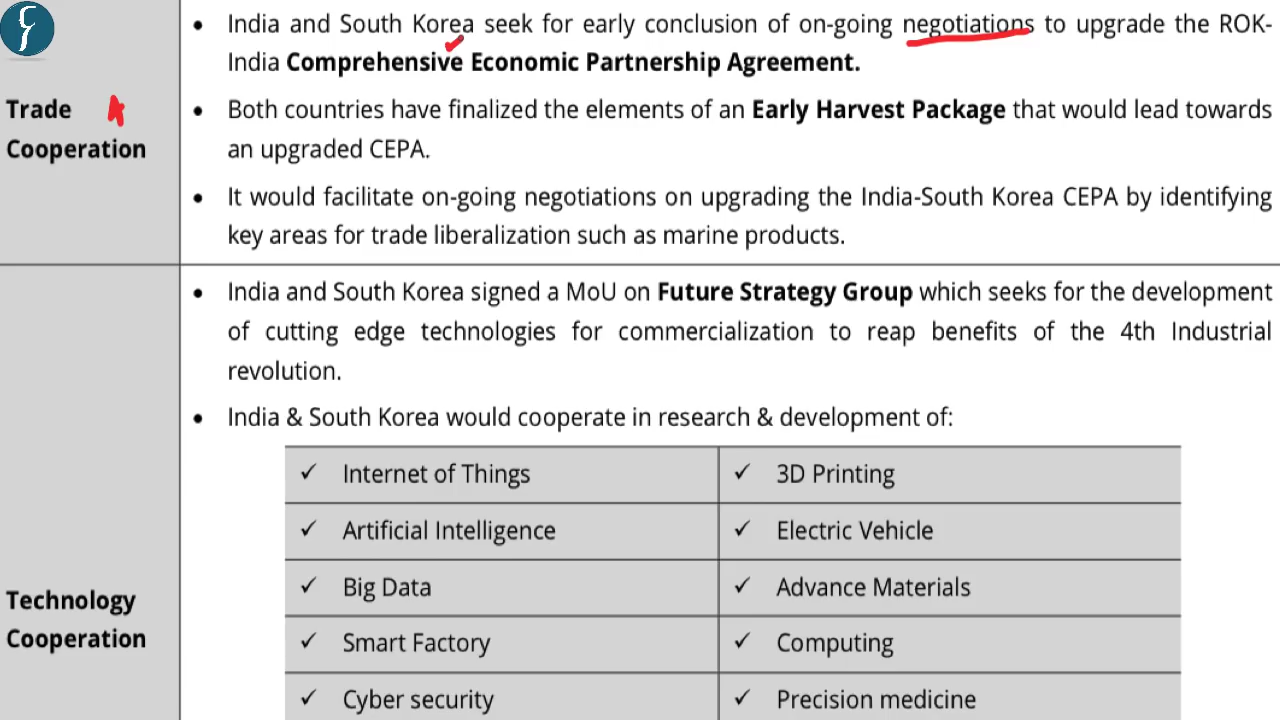 • India and South Korea seek for early conclusion of on-going negotiations to upgrade the ROK-
India Comprehensive Economic Partnership Agreement.
Trade
Cooperation
• Both countries have finalized the elements of an Early Harvest Package that would lead towards
an upgraded CEPA.
• It would facilitate on-going negotiations on upgrading the India-South Korea CEPA by identifying
key areas for trade liberalization such as marine products.
Technology
Cooperation
• India and South Korea signed a MoU on Future Strategy Group which seeks for the development
of cutting edge technologies for commercialization to reap benefits of the 4th Industrial
revolution.
• India & South Korea would cooperate in research & development of:
✓ Internet of Things ✓ 3D Printing
✓ Artificial Intelligence ✓ Electric Vehicle
✓ Big Data ✓ Advance Materials
✓ Smart Factory ✓ Computing
✓ Cyber security ✓ Precision medicine